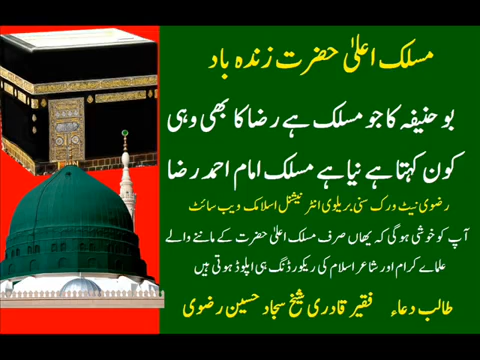 مسلک اعلیٰ حضرت زندہ باد
بو حنیفہ کا جو مسلک ہے رضا کا بھی وہی
کون کہتا ہے نیا ہے مسلک امام احمد رضا
رضوی نیٹ ورک سنی بریلوی انٹرنیشنل اسلامک ویب سائٹ
آپ کو خوشی ہوگی کہ یھاں صرف مسلک اعلیٰ حضرت کے ماننے والے
علماے کرام اور شاعر اسلام کی ریکورڈنگ ہی اپلوڈ ہوتی ہیں
طالب دعاء فقیر قادری شیخ سجاد حسین رضوی